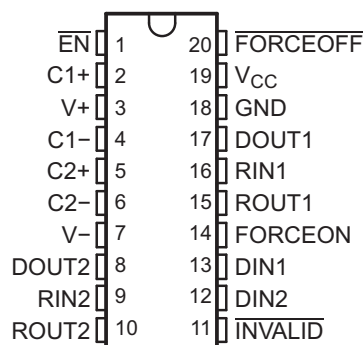 EN 1 20 FORCEOFF
C1+ 2 19 VCC
V+ 3 18 GND
C1− 4 17 DOUT1
C2+ 5 16 RIN1
C2− 6 15 ROUT1
V− 7 14 FORCEON
DOUT2 8 13 DIN1
RIN2 9 12 DIN2
ROUT2 10 11 INVALID